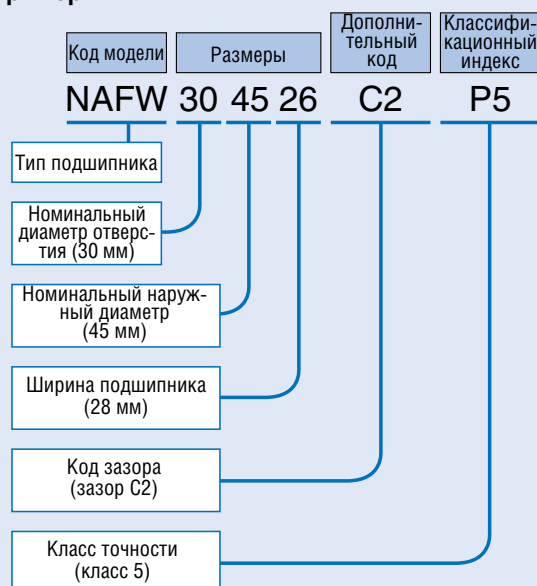 Код модели
Размеры
Дополни-
тельный
код
Классифи-
кационный
индекс
NAFW 30 45 26 C2 P5
Тип подшипника
Номинальный
диаметр отверс-
тия (30 мм)
Номинальный наруж-
ный диаметр
(45 мм)
Ширина подшипника
(28 мм)
Код зазора
(зазор С2)
Класс точности
(класс 5)